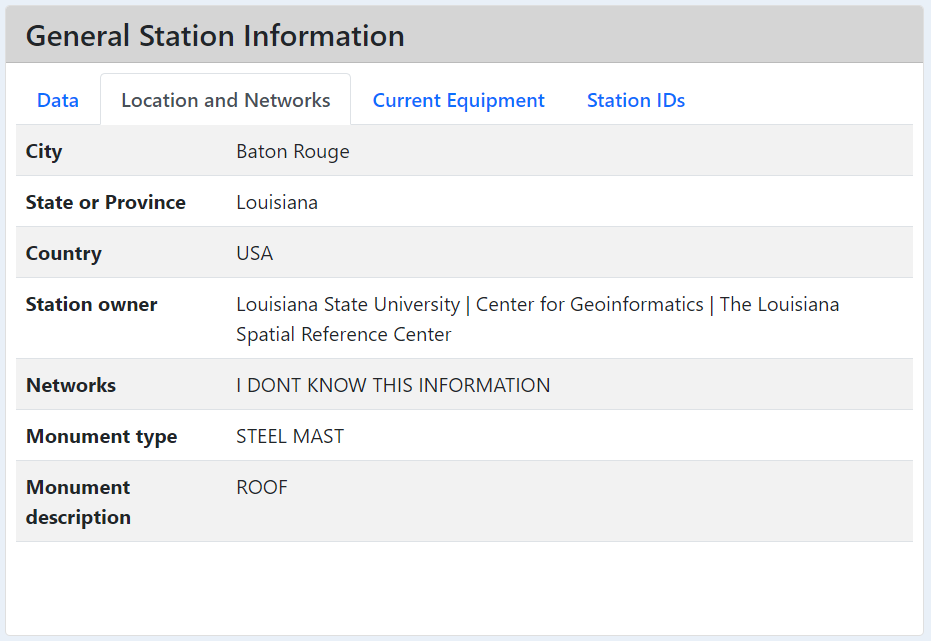 General Station Information
Data Location and Networks Current Equipment Station IDs
City Baton Rouge
State or Province Louisiana
Country USA
Station owner Louisiana State University | Center for Geoinformatics | The Louisiana
Spatial Reference Center
Networks I DONT KNOW THIS INFORMATION
Monument type STEEL MAST
Monument ROOF
description